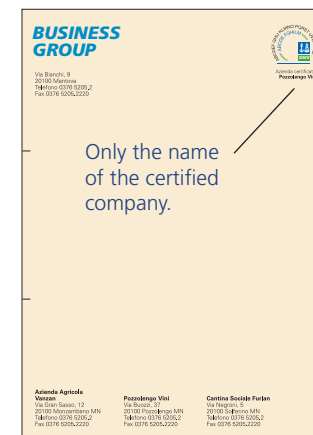 BUSINESS
GROUP
Via Bianchi, 9
20100 Mantova
Telefono 0376 5205,2
Fax 0376 5205.2220
Azienda certificat
Pozzolengo Vi
Only the name
of the certified
company.
Azienda Agricola
Vanzan
Via Gran Sasso, 12
20100 Monzambano MN
Telefono 0376 5205,2
Fax 0376 5205.2220
Pozzolengo Vini
Via Buozzi, 37
20100 Pozzolengo MN
Telefono 0376 5205,2
Fax 0376 5205.2220
Cantina Sociale Furlan
Via Negroni, 5
20100 Solferino MN
Telefono 0376 5205,2
Fax 0376 5205.2220